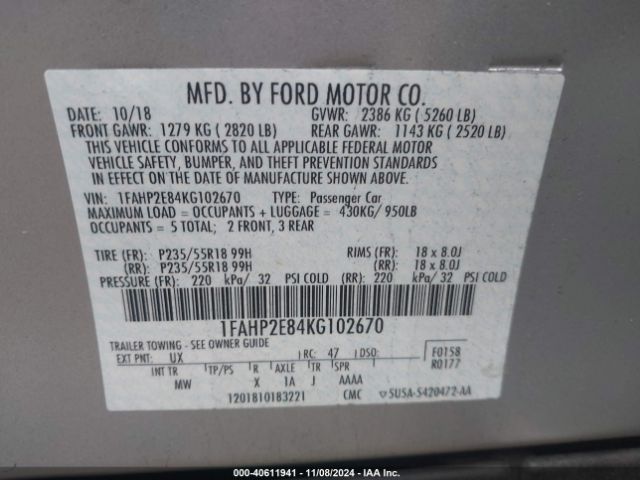 MFD. BY FORD MOTOR CO.
DATE: 10/18 GVWR: 2386 KG ( 5260 LB)
FRONT GAWR: 1279 KG ( 2820 LB) REAR GAWR: 1143 KG ( 2520 LB)
THIS VEHICLE CONFORMS TO ALL APPLICABLE FEDERAL MOTOR
VEHICLE SAFETY, BUMPER, AND THEFT PREVENTION STANDARDS
IN EFFECT ON THE DATE OF MANUFACTURE SHOWN ABOVE.
VIN: 1FAHP2E84KG102670 TYPE: Passenger Car
MAXIMUM LOAD = OCCUPANTS + LUGGAGE = 430KG/ 950LB
OCCUPANTS = 5 TOTAL; 2 FRONT, 3 REAR
TIRE (FR): P235/55R18 99H RIMS (FR): 18 x 8.0J
(RR): P235/55R18 99H (RR): 18 x 8.0J
PRESSURE (FR): 220 kPa/ 32 PSI COLD (RR): 220 kPa/ 32 PSI COLD
1FAHP2E84KG102670
TRAILER TOWING - SEE OWNER GUIDE
EXT PNT: UX RC: 47 DSO: F0158
INT TR TP/PS R AXLE TR SPR R0177
MW X 1A J AAAA
1201810183221 CMC ▽5USA-5420472-AA
000-40611941 - 11/08/2024 - IAA Inc.